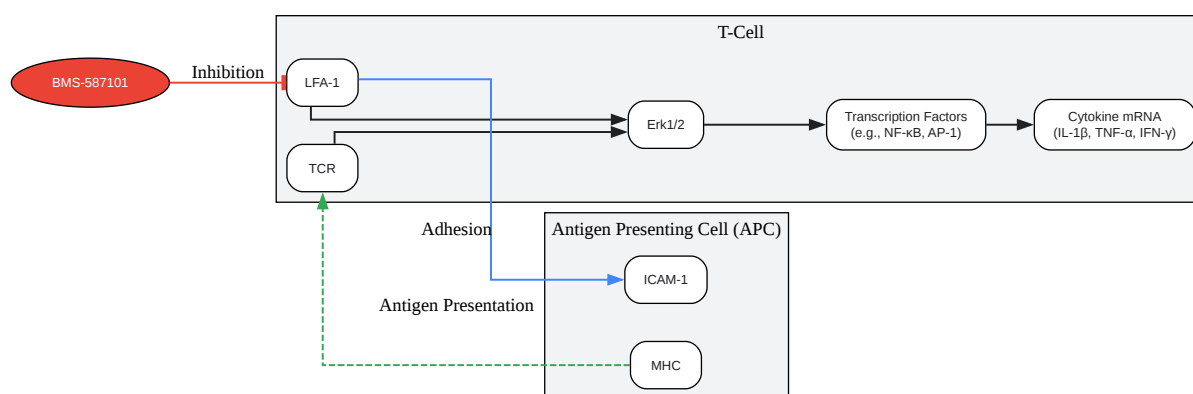 T-Cell
BMS-587101
Inhibition
LFA-1
Erk1/2
Transcription Factors
(e.g., NF-κB, AP-1)
Cytokine mRNA
(IL-1β, TNF-α, IFN-γ)
TCR
Adhesion
Antigen Presenting Cell (APC)
ICAM-1
Antigen Presentation
MHC